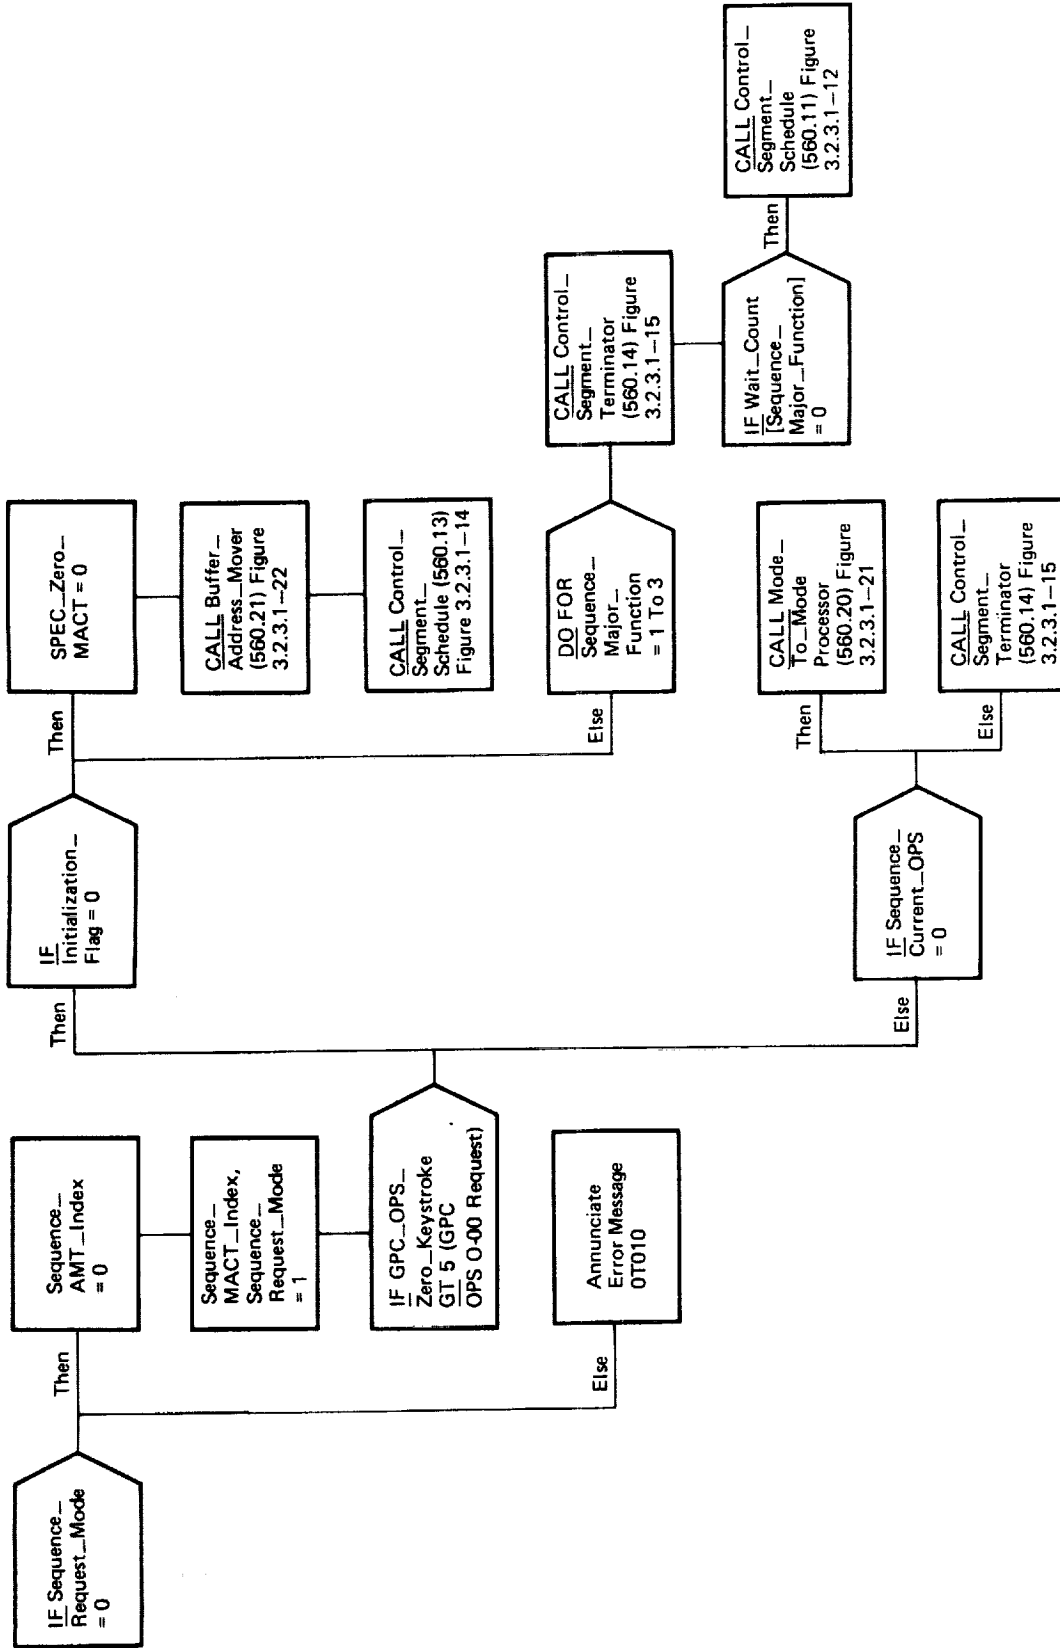 IF Sequence_
Request_Mode
= 0
Then
Sequence_
AMT_Index
= 0
Sequence_
MACT_Index,
Sequence_
Request_Mode
= 1
IF GPC_OPS_
Zero_Keystroke
GT 5 (GPC
OPS 0-00 Request)
Else
Annunciate
Error Message
0T010
Then
IF
Initialization_
Flag = 0
Then
SPEC_Zero_
MACT = 0
CALL Buffer_
Address_Mover
(560.21) Figure
3.2.3.1-22
CALL Control_
Segment_
Schedule (560.13)
Figure 3.2.3.1-14
Else
DO FOR
Sequence_
Major_
Function
= 1 To 3
CALL Control_
Segment_
Terminator
(560.14) Figure
3.2.3.1-15
IF Wait_Count
[Sequence_
Major_Function]
= 0
Then
CALL Control_
Segment_
Schedule
(560.11) Figure
3.2.3.1-12
Else
IF Sequence_
Current_OPS
= 0
Then
CALL Mode_
To_Mode
Processor
(560.20) Figure
3.2.3.1-21
Else
CALL Control_
Segment_
Terminator
(560.14) Figure
3.2.3.1-15